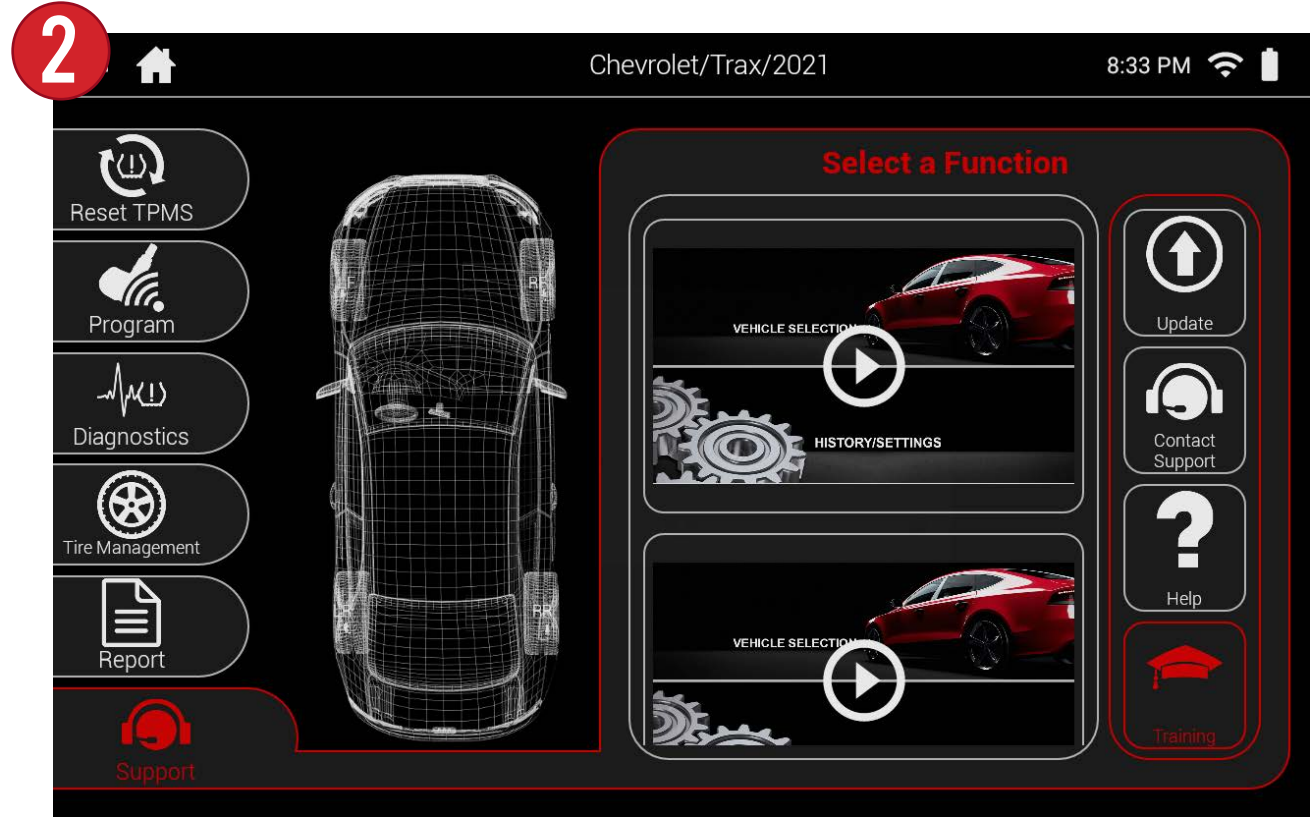 2
Chevrolet/Trax/2021
8:33 PM
Reset TPMS
Program
Diagnostics
Tire Management
Report
Support
RR
Select a Function
VEHICLE SELECTION
HISTORY/SETTINGS
VEHICLE SELECTION
Update
Contact
Support
Help
Training